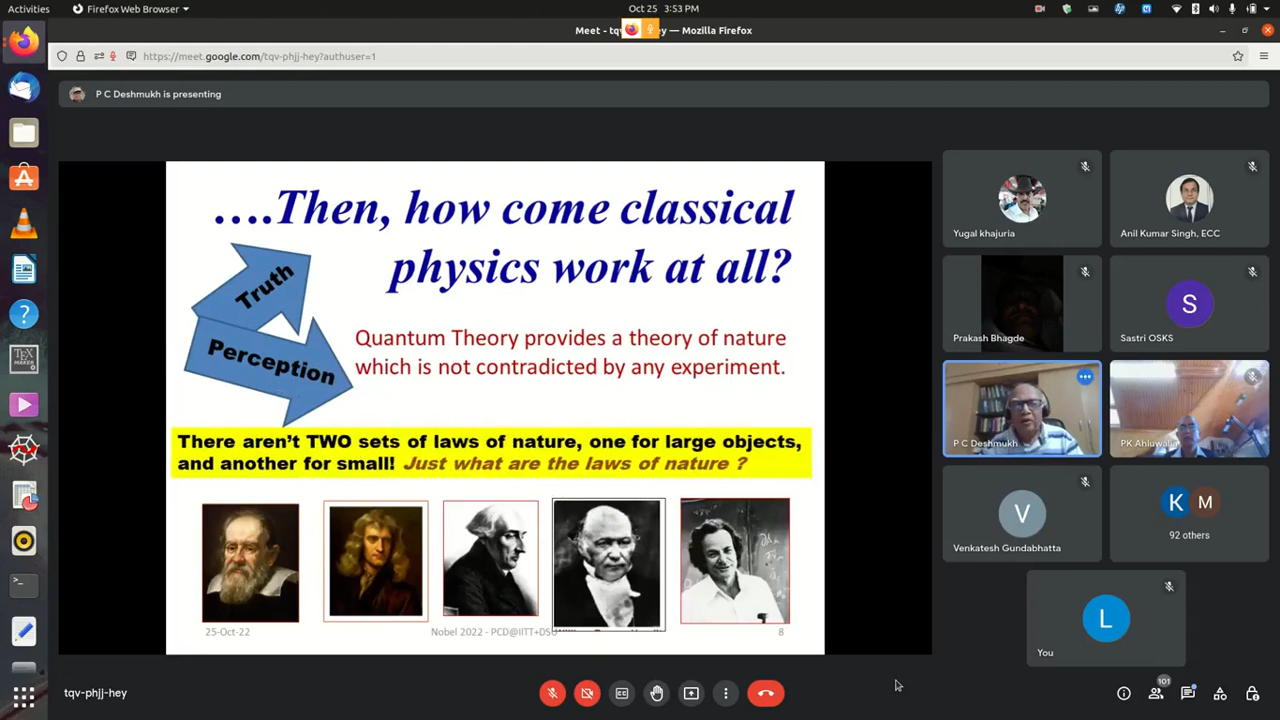 Activities
Firefox Web Browser
Oct 25 3:53 PM
Meet - tqv-phjj-hey — Mozilla Firefox
https://meet.google.com/tqv-phjj-hey?authuser=1
P C Deshmukh is presenting
….Then, how come classical
physics work at all?
Truth
Perception
Quantum Theory provides a theory of nature
which is not contradicted by any experiment.
There aren't TWO sets of laws of nature, one for large objects,
and another for small! Just what are the laws of nature ?
25-Oct-22
Nobel 2022 - PCD@IITT+DSU
8
Yugal khajuria
Anil Kumar Singh, ECC
Prakash Bhagde
S
Sastri OSKS
P C Deshmukh
PK Ahluwalia
V
Venkatesh Gundabhatta
K
M
92 others
L
You
TEX
MAKER
tqv-phjj-hey
101